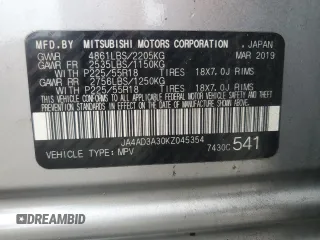 MFD.BY MITSUBISHI MOTORS CORPORATION , JAPAN
GVWR 4861LBS/2205KG MAR 2019
GAWR FR 2535LBS/1150KG
WITH P225/55R18 TIRES 18X7.0J RIMS
GAWR RR 2756LBS/1250KG
WITH P225/55R18 TIRES 18X7.0J RIMS
THIS VEHICLE CONFORMS TO ALL APPLICABLE
FEDERAL MOTOR VEHICLE SAFETY AND THEFT PREVENTION
STANDARDS IN EFFECT ON THE DATE OF MANUFACTURE SHOWN ABOVE.
JA4AD3A30KZ045354
VEHICLE TYPE: MPV 7430C 541